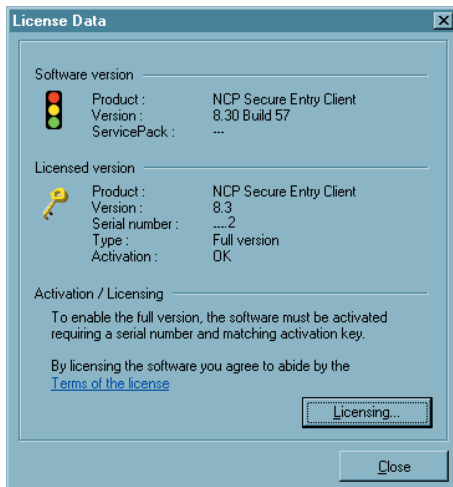 License Data
Software version
Product : NCP Secure Entry Client
Version : 8.30 Build 57
ServicePack : ---
Licensed version
Product : NCP Secure Entry Client
Version : 8.3
Serial number : ....2
Type : Full version
Activation : OK
Activation / Licensing
To enable the full version, the software must be activated
requiring a serial number and matching activation key.
By licensing the software you agree to abide by the
Terms of the license
Licensing...
Close